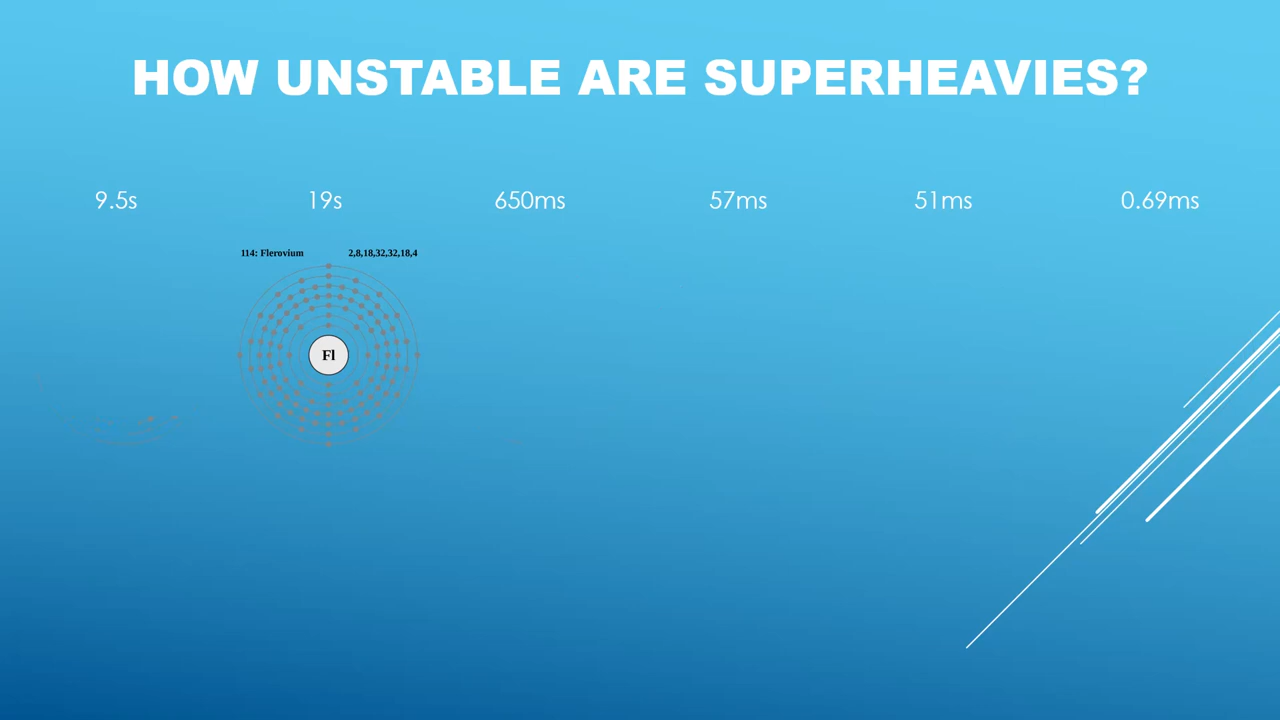 HOW UNSTABLE ARE SUPERHEAVIES?
9.5s 19s 650ms 57ms 51ms 0.69ms
114: Flerovium 2,8,18,32,32,18,4
Fl